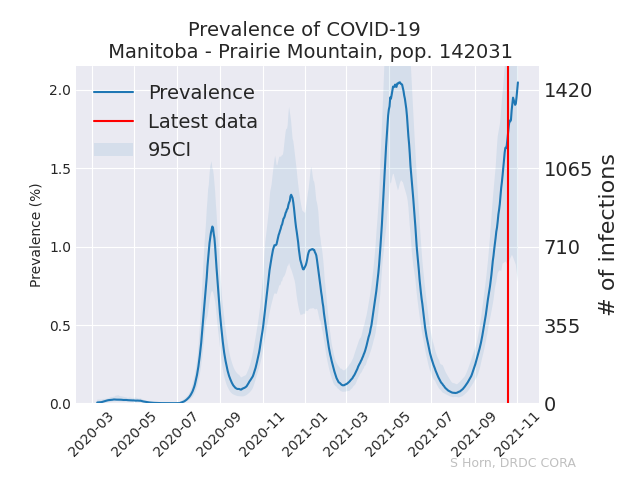 Prevalence of COVID-19
Manitoba - Prairie Mountain, pop. 142031
Prevalence
Latest data
95CI
Prevalence (%)
2.0
1.5
1.0
0.5
0.0
1420
1065
710
355
0
# of infections
2020-03
2020-05
2020-07
2020-09
2020-11
2021-01
2021-03
2021-05
2021-07
2021-09
2021-11
S Horn, DRDC CORA